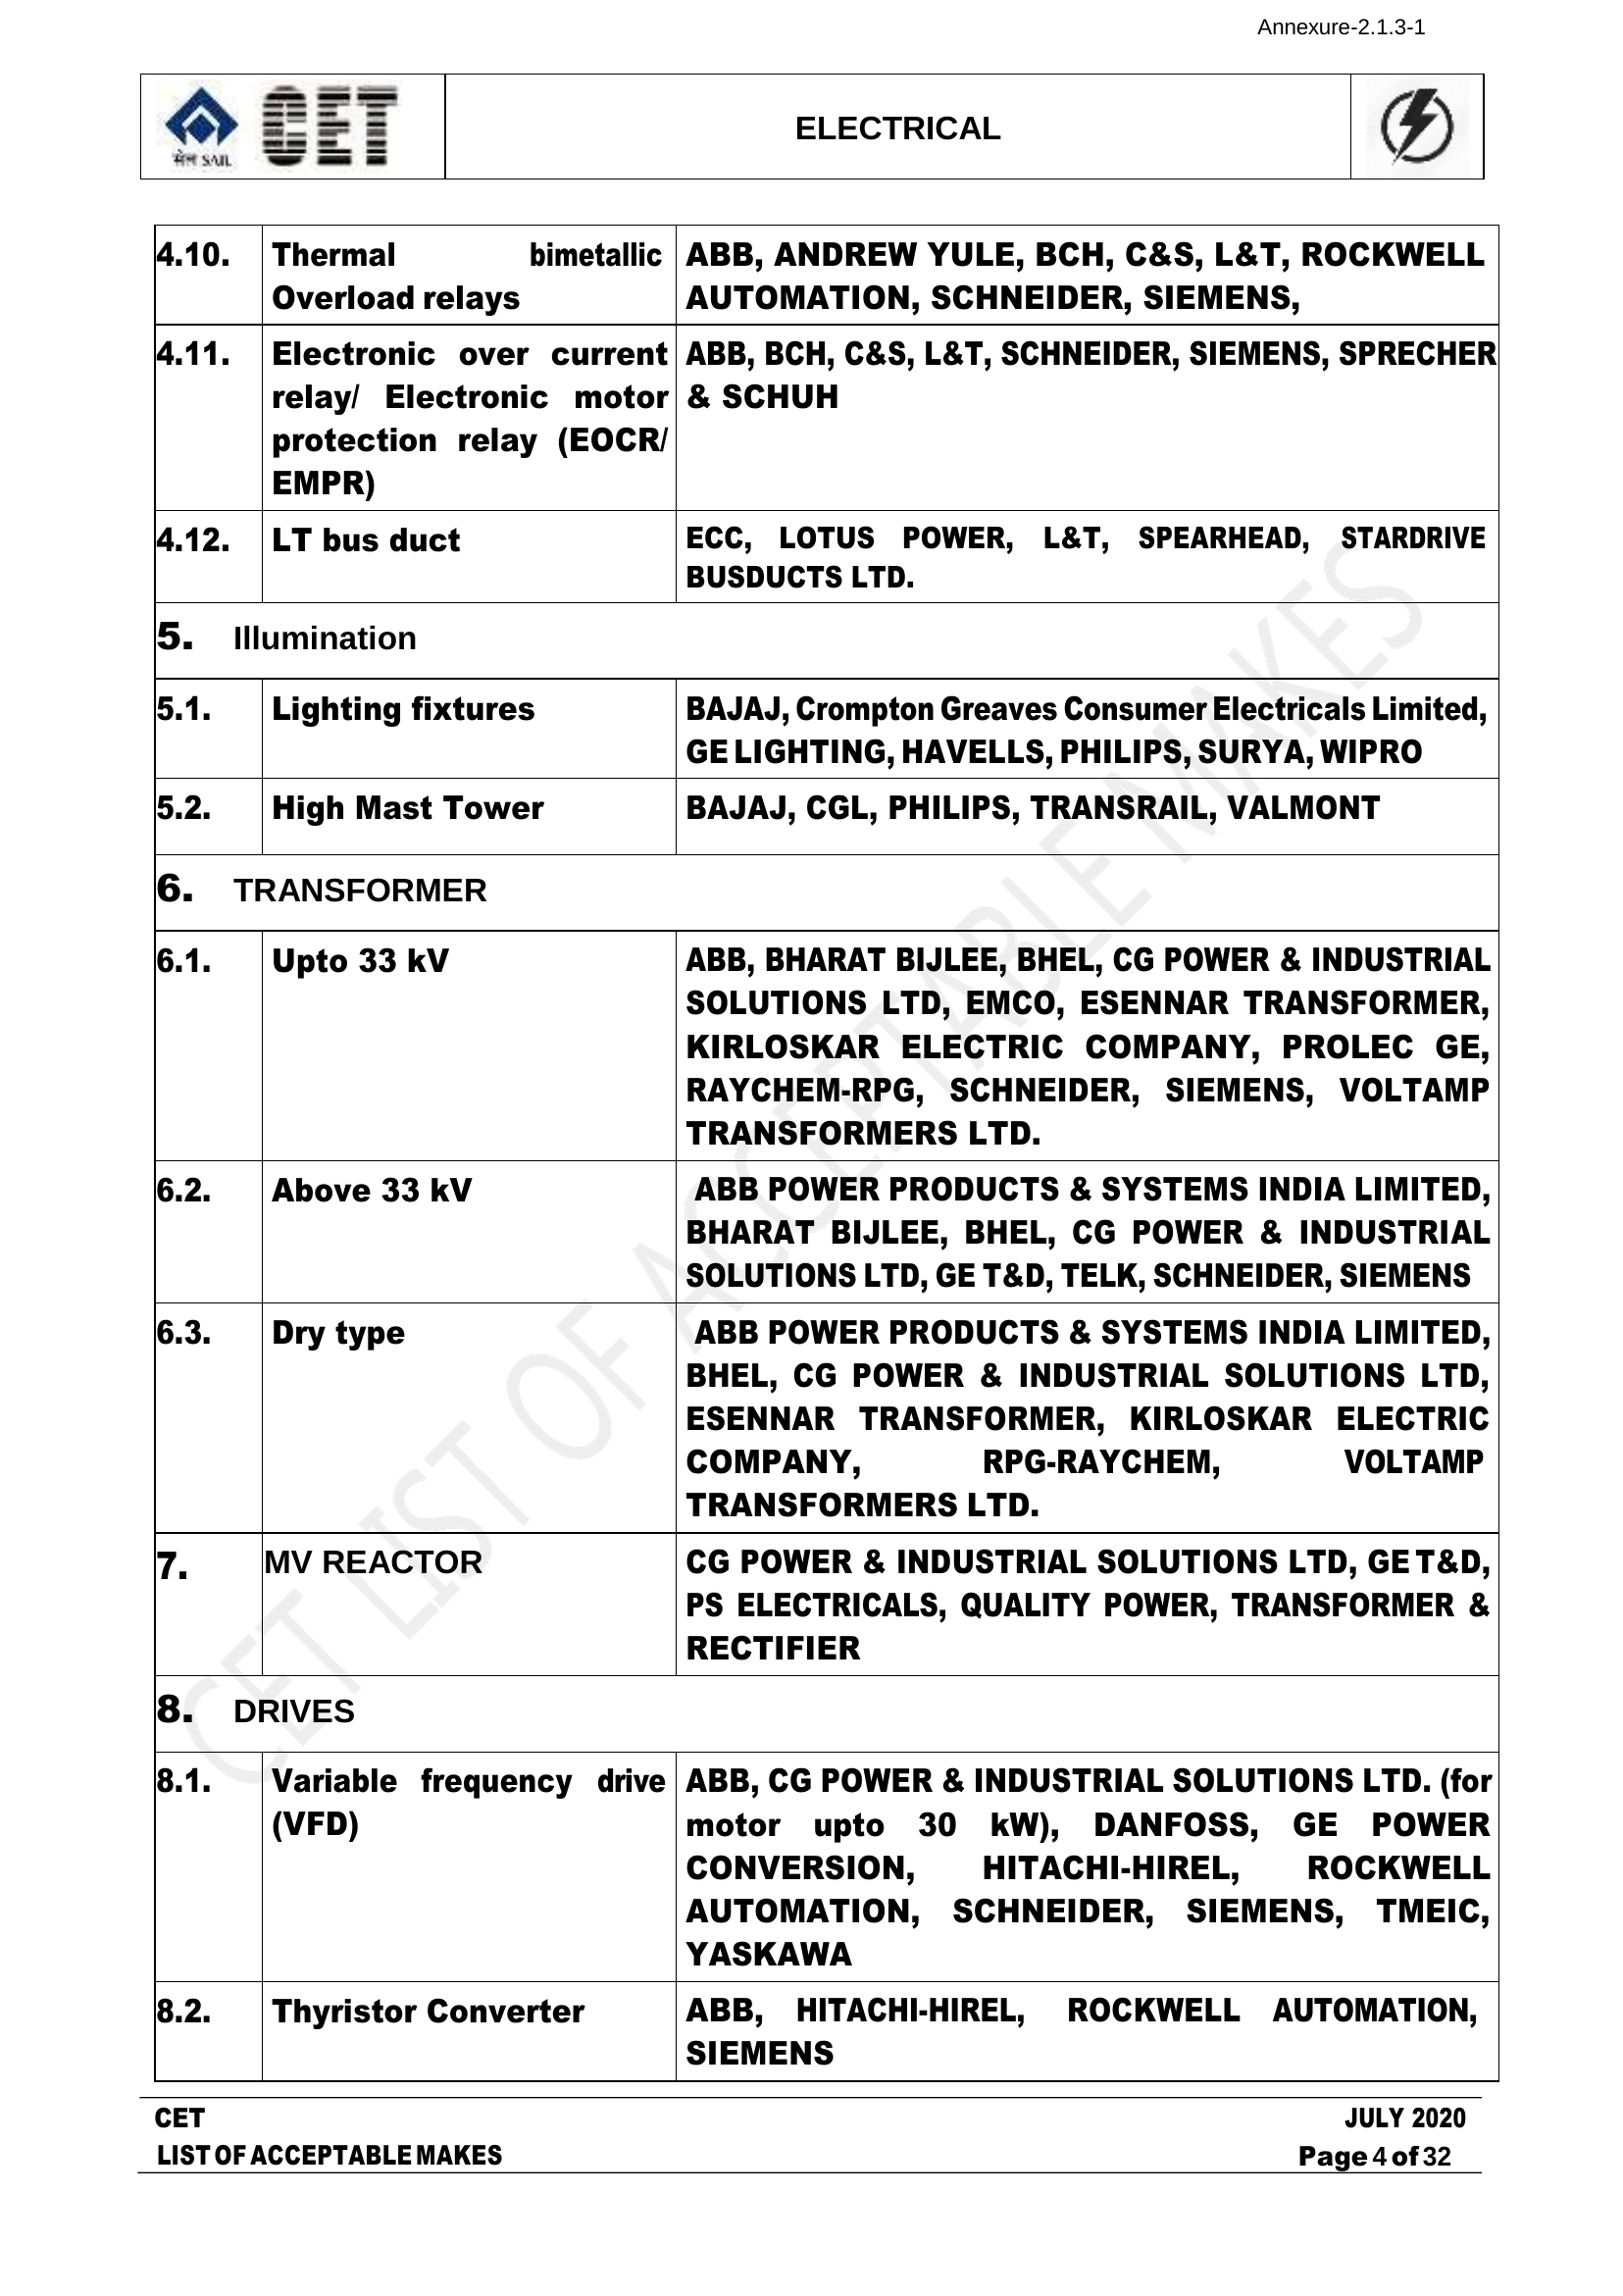 Annexure-2.1.3-1
सेल SAIL
CET
ELECTRICAL
4.10. Thermal bimetallic ABB, ANDREW YULE, BCH, C&S, L&T, ROCKWELL
Overload relays AUTOMATION, SCHNEIDER, SIEMENS,
4.11. Electronic over current ABB, BCH, C&S, L&T, SCHNEIDER, SIEMENS, SPRECHER
relay/ Electronic motor & SCHUH
protection relay (EOCR/
EMPR)
4.12. LT bus duct ECC, LOTUS POWER, L&T, SPEARHEAD, STARDRIVE
BUSDUCTS LTD.
5. Illumination
5.1. Lighting fixtures BAJAJ, Crompton Greaves Consumer Electricals Limited,
GE LIGHTING, HAVELLS, PHILIPS, SURYA, WIPRO
5.2. High Mast Tower BAJAJ, CGL, PHILIPS, TRANSRAIL, VALMONT
6. TRANSFORMER
6.1. Upto 33 kV ABB, BHARAT BIJLEE, BHEL, CG POWER & INDUSTRIAL
SOLUTIONS LTD, EMCO, ESENNAR TRANSFORMER,
KIRLOSKAR ELECTRIC COMPANY, PROLEC GE,
RAYCHEM-RPG, SCHNEIDER, SIEMENS, VOLTAMP
TRANSFORMERS LTD.
6.2. Above 33 kV ABB POWER PRODUCTS & SYSTEMS INDIA LIMITED,
BHARAT BIJLEE, BHEL, CG POWER & INDUSTRIAL
SOLUTIONS LTD, GE T&D, TELK, SCHNEIDER, SIEMENS
6.3. Dry type ABB POWER PRODUCTS & SYSTEMS INDIA LIMITED,
BHEL, CG POWER & INDUSTRIAL SOLUTIONS LTD,
ESENNAR TRANSFORMER, KIRLOSKAR ELECTRIC
COMPANY, RPG-RAYCHEM, VOLTAMP
TRANSFORMERS LTD.
7. MV REACTOR CG POWER & INDUSTRIAL SOLUTIONS LTD, GE T&D,
PS ELECTRICALS, QUALITY POWER, TRANSFORMER &
RECTIFIER
8. DRIVES
8.1. Variable frequency drive ABB, CG POWER & INDUSTRIAL SOLUTIONS LTD. (for
(VFD) motor upto 30 kW), DANFOSS, GE POWER
CONVERSION, HITACHI-HIREL, ROCKWELL
AUTOMATION, SCHNEIDER, SIEMENS, TMEIC,
YASKAWA
8.2. Thyristor Converter ABB, HITACHI-HIREL, ROCKWELL AUTOMATION,
SIEMENS
CET LIST OF ACCEPTABLE MAKES
CET JULY 2020
LIST OF ACCEPTABLE MAKES Page 4 of 32